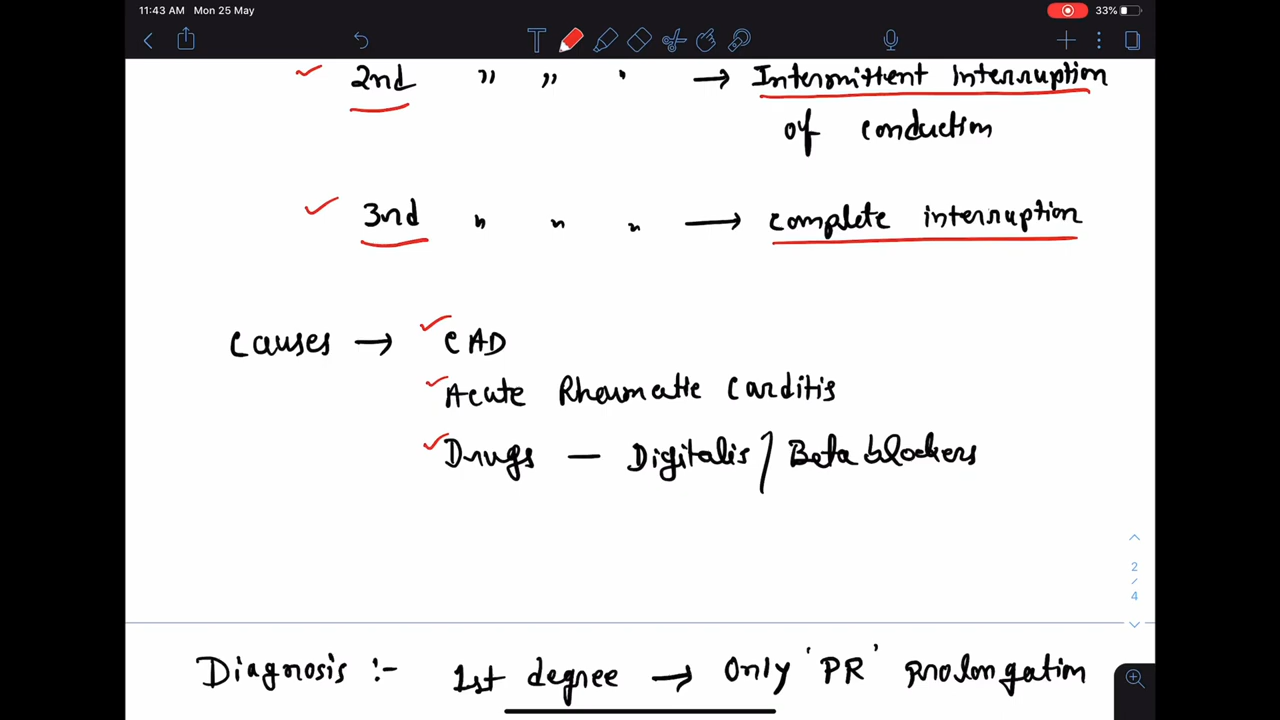 11:43 AM Mon 25 May
33%
2nd " " " → Intermittent interruption
of conduction
3nd " " " → complete interruption
Causes → CAD
Acute Rheumatic Carditis
Drugs – Digitalis / Beta blockers
2
/
4
Diagnosis :- 1st degree → Only 'PR' prolongation